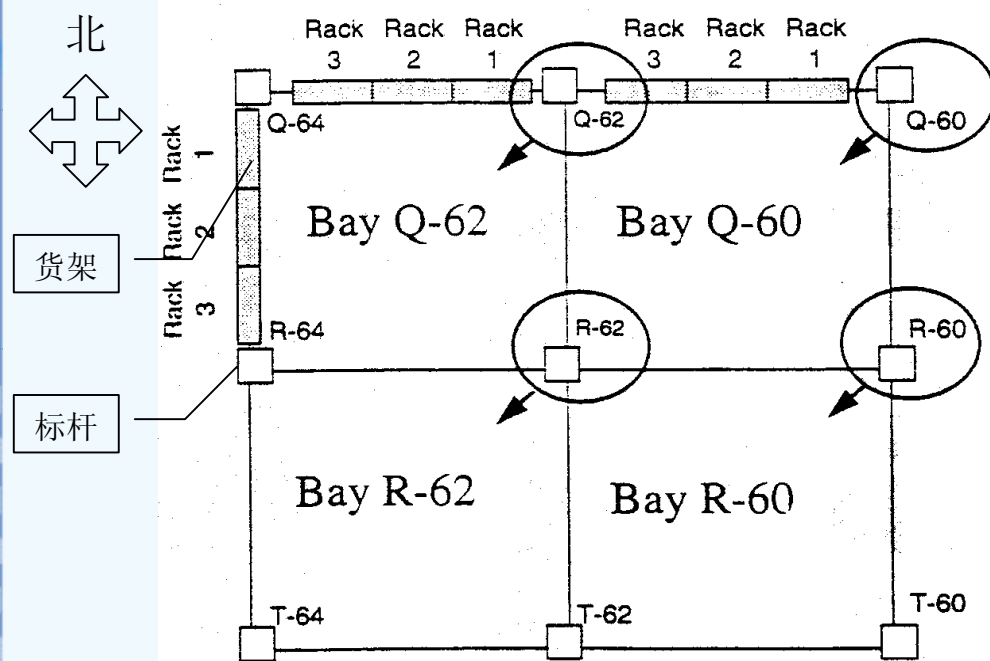 北
Rack Rack Rack
3 2 1
Rack Rack Rack
3 2 1
Q-64
Q-62
Q-60
Rack 1
Rack 2
Rack 3
Bay Q-62
Bay Q-60
货架
R-64
R-62
R-60
标杆
Bay R-62
Bay R-60
T-64
T-62
T-60